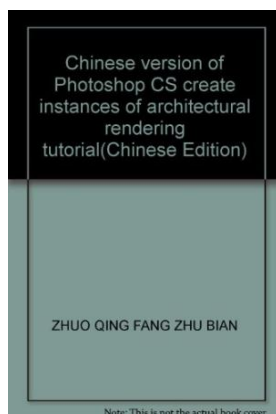 Chinese version of
Photoshop CS create
instances of architectural
rendering
tutorial(Chinese Edition)
ZHUO QING FANG ZHU BIAN
Note: This is not the actual book cover